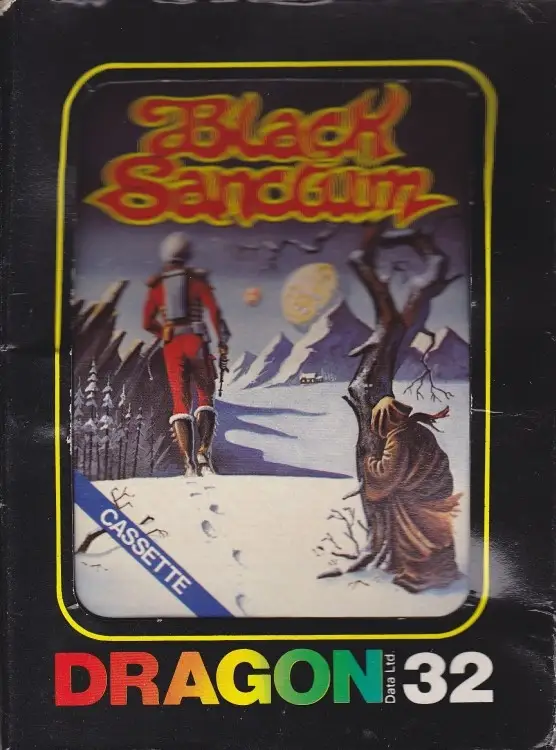 Black
Sanctum
CASSETTE
DRAGON 32
Data Ltd.